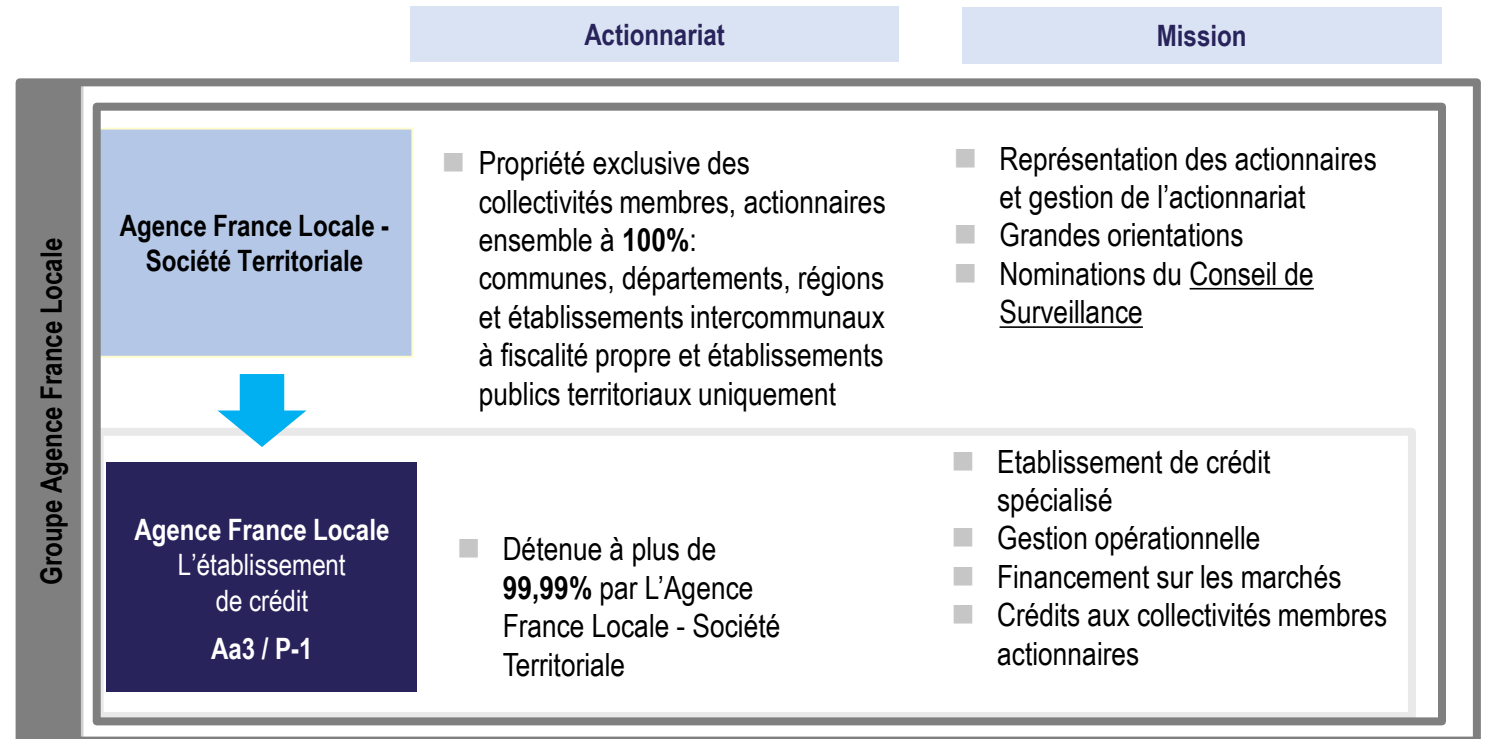 Actionnariat
Mission
Groupe Agence France Locale
Agence France Locale -
Société Territoriale
Propriété exclusive des
collectivités membres, actionnaires
ensemble à 100%:
communes, départements, régions
et établissements intercommunaux
à fiscalité propre et établissements
publics territoriaux uniquement
Représentation des actionnaires
et gestion de l’actionnariat
Grandes orientations
Nominations du Conseil de
Surveillance
Agence France Locale
L’établissement
de crédit
Aa3 / P-1
Détenue à plus de
99,99% par L’Agence
France Locale - Société
Territoriale
Etablissement de crédit
spécialisé
Gestion opérationnelle
Financement sur les marchés
Crédits aux collectivités membres
actionnaires